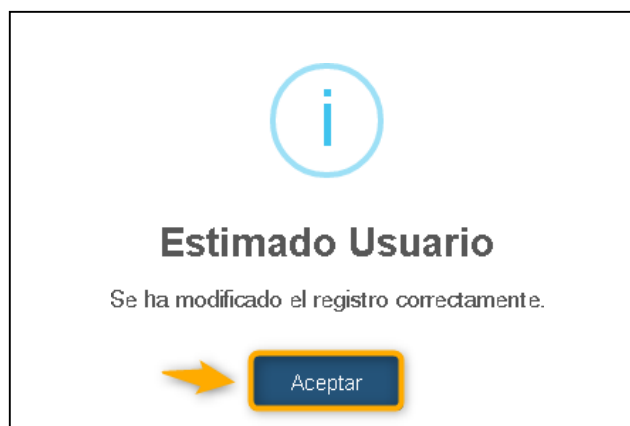 Estimado Usuario
Se ha modificado el registro correctamente.
Aceptar